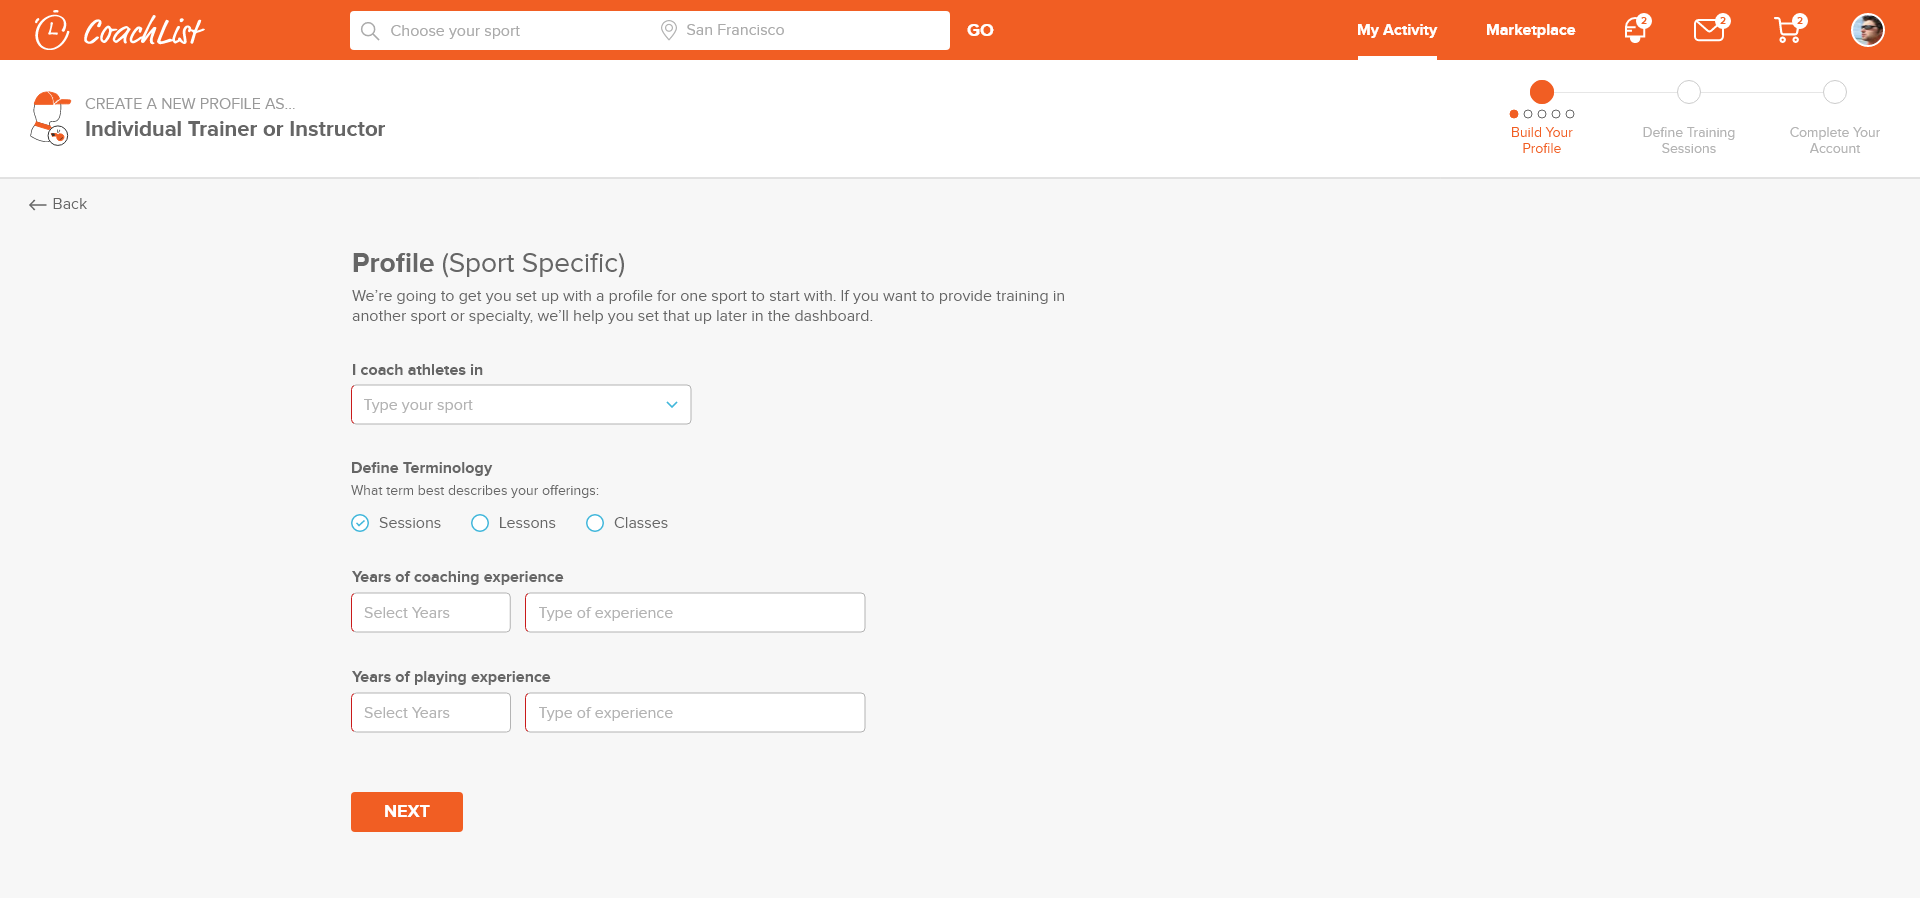 CoachList
Choose your sport
San Francisco
GO
My Activity
Marketplace
2
2
2
CREATE A NEW PROFILE AS...
Individual Trainer or Instructor
Build Your
Profile
Define Training
Sessions
Complete Your
Account
Back
Profile (Sport Specific)
We’re going to get you set up with a profile for one sport to start with. If you want to provide training in
another sport or specialty, we’ll help you set that up later in the dashboard.
I coach athletes in
Type your sport
Define Terminology
What term best describes your offerings:
Sessions
Lessons
Classes
Years of coaching experience
Select Years
Type of experience
Years of playing experience
Select Years
Type of experience
NEXT